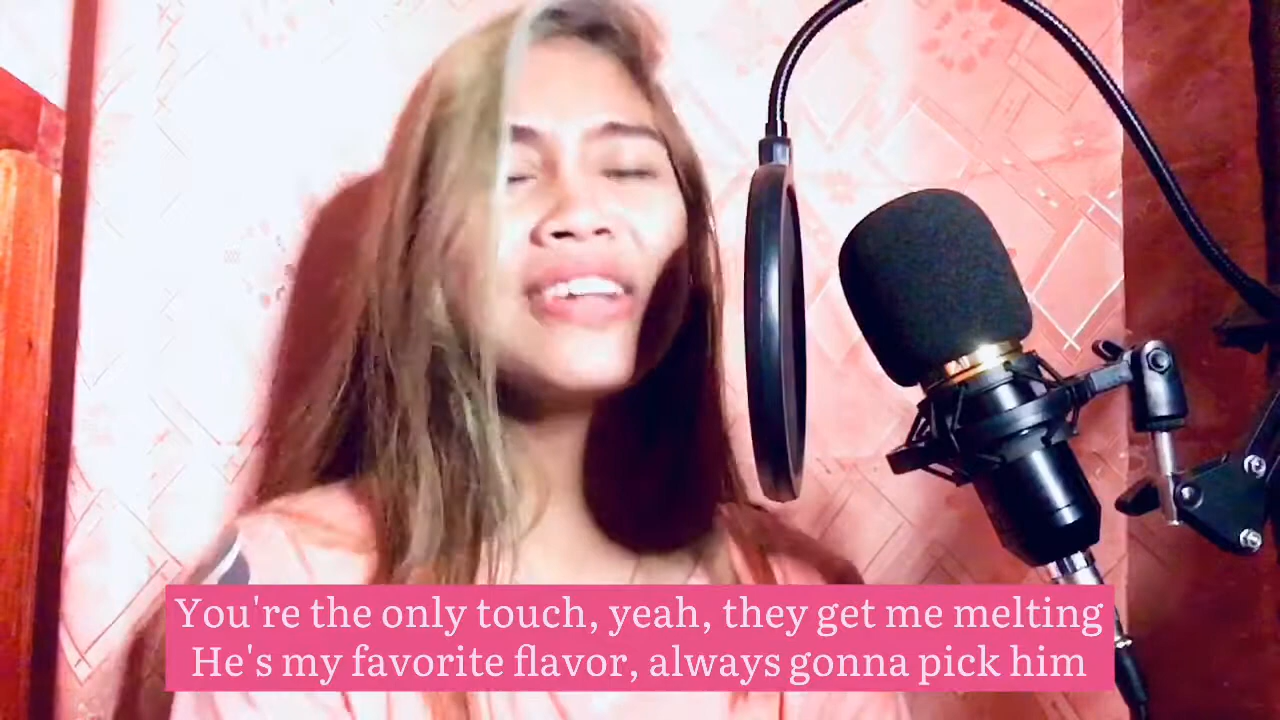 You're the only touch, yeah, they get me melting
He's my favorite flavor, always gonna pick him